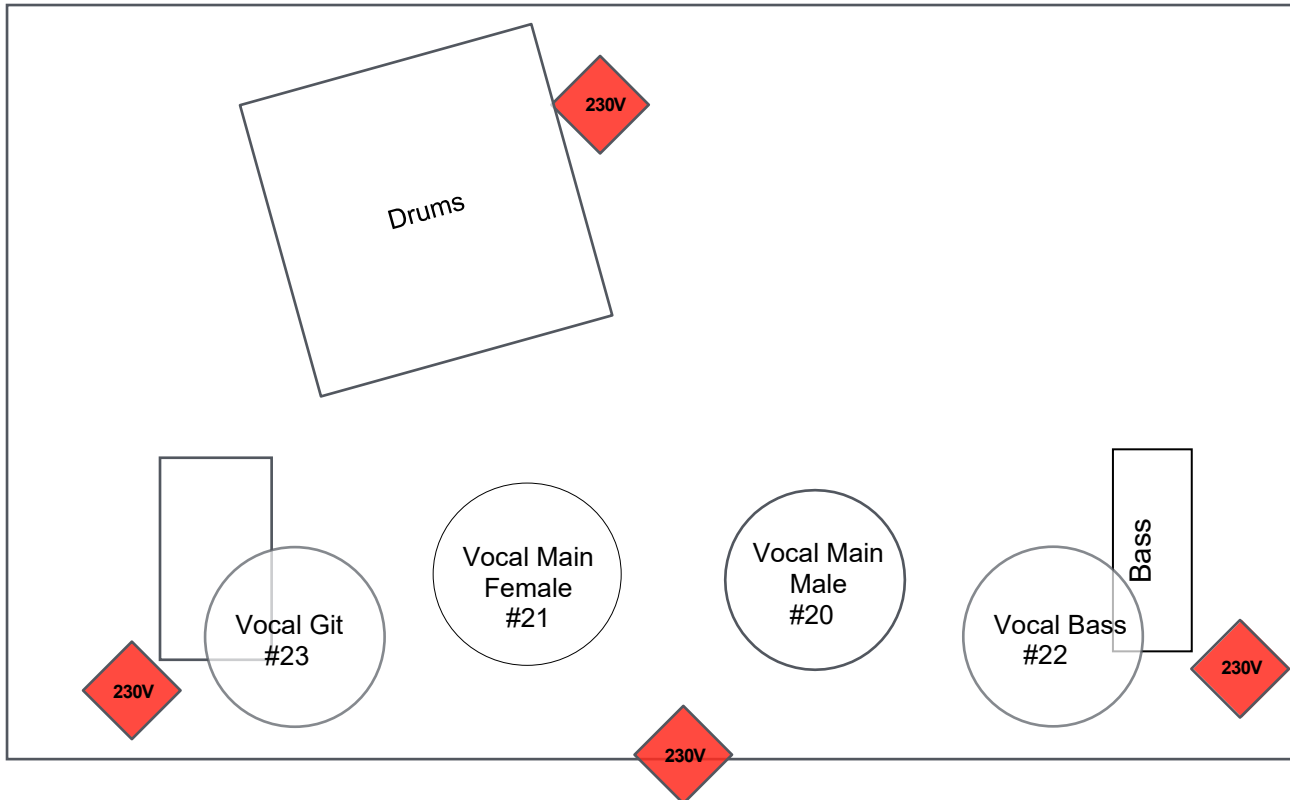 230V
Drums
Vocal Main
Female
#21
Vocal Main
Male
#20
Bass
Vocal Git
#23
Vocal Bass
#22
230V
230V
230V